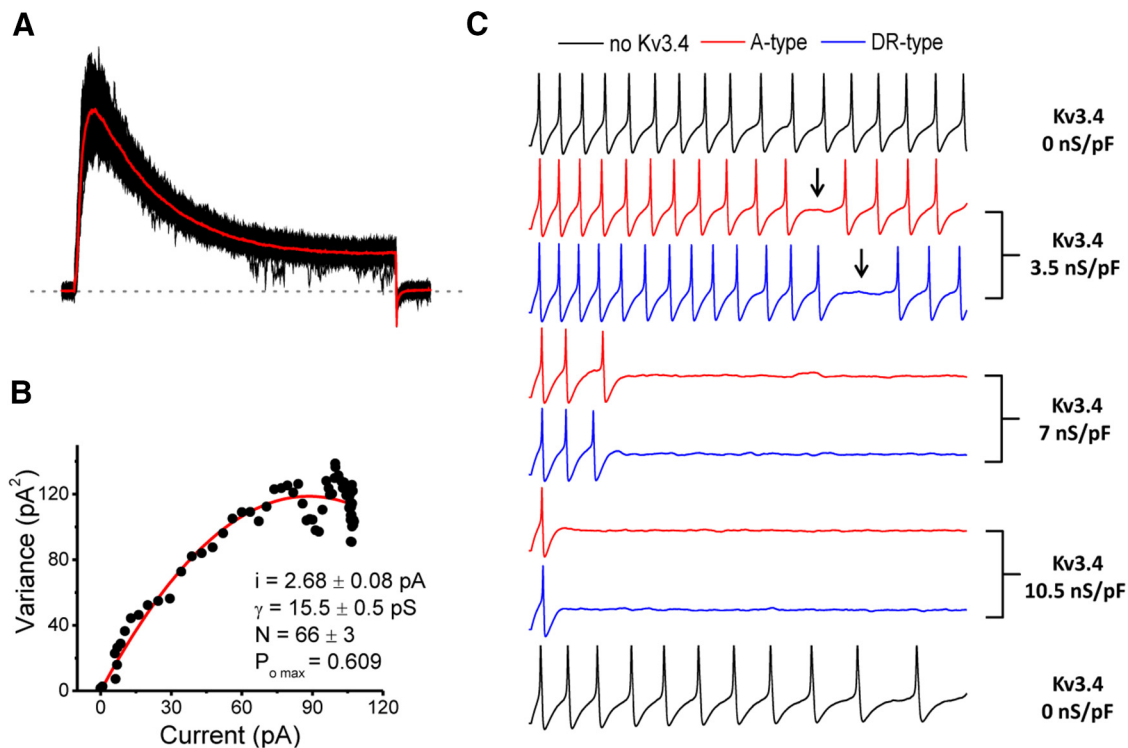 A
B
Variance (pA²)
120
80
40
0
i = 2.68 ± 0.08 pA
γ = 15.5 ± 0.5 pS
N = 66 ± 3
P o max = 0.609
0 30 60 90 120
Current (pA)
C
no Kv3.4 A-type DR-type
Kv3.4
0 nS/pF
Kv3.4
3.5 nS/pF
Kv3.4
7 nS/pF
Kv3.4
10.5 nS/pF
Kv3.4
0 nS/pF